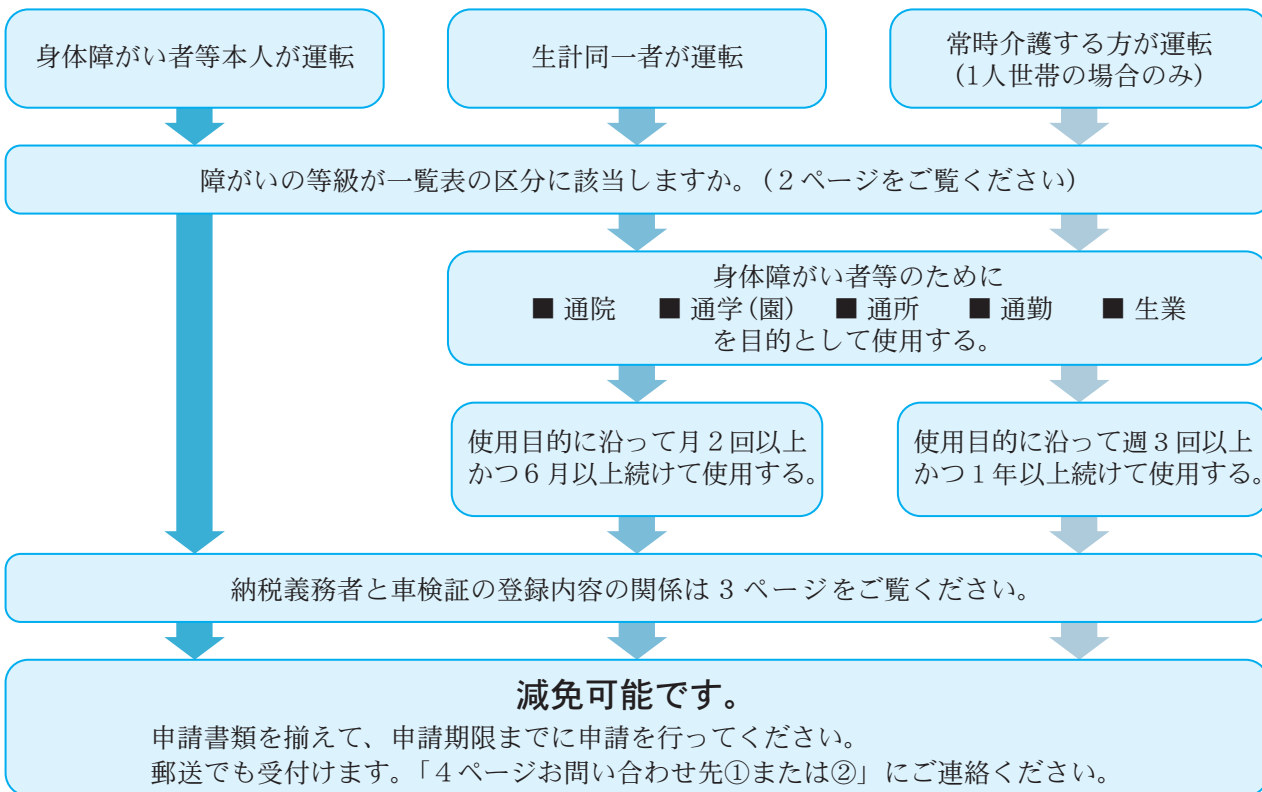 身体障がい者等本人が運転
生計同一者が運転
常時介護する方が運転
(1人世帯の場合のみ)
障がいの等級が一覧表の区分に該当しますか。(2ページをご覧ください)
身体障がい者等のために
■ 通院 ■ 通学(園) ■ 通所 ■ 通勤 ■ 生業
を目的として使用する。
使用目的に沿って月2回以上
かつ6月以上続けて使用する。
使用目的に沿って週3回以上
かつ1年以上続けて使用する。
納税義務者と車検証の登録内容の関係は3ページをご覧ください。
減免可能です。
申請書類を揃えて、申請期限までに申請を行ってください。
郵送でも受付けます。「4ページお問い合わせ先①または②」にご連絡ください。